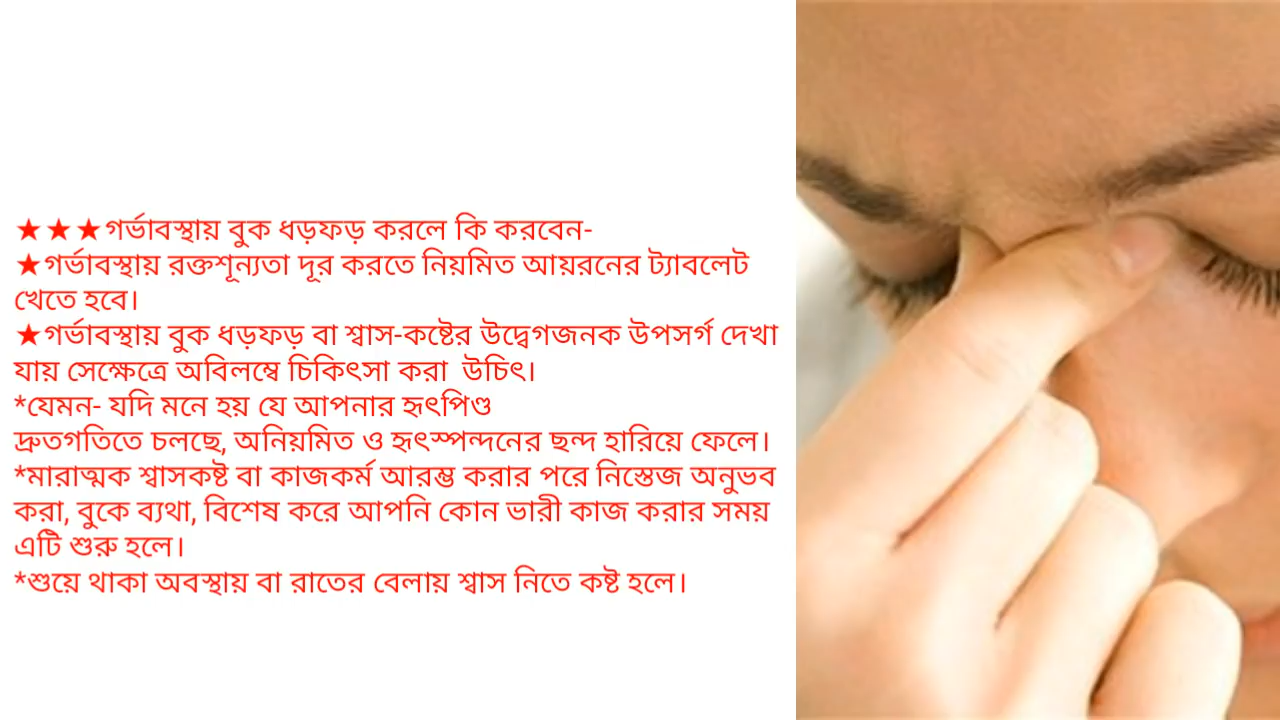 ★★★গর্ভাবস্থায় বুক ধড়ফড় করলে কি করবেন-
★গর্ভাবস্থায় রক্তশূন্যতা দূর করতে নিয়মিত আয়রনের ট্যাবলেট
খেতে হবে।
★গর্ভাবস্থায় বুক ধড়ফড় বা শ্বাস-কষ্টের উদ্বেগজনক উপসর্গ দেখা
যায় সেক্ষেত্রে অবিলম্বে চিকিৎসা করা উচিৎ।
*যেমন- যদি মনে হয় যে আপনার হৃৎপিণ্ড
দ্রুতগতিতে চলছে, অনিয়মিত ও হৃৎস্পন্দনের ছন্দ হারিয়ে ফেলে।
*মারাত্মক শ্বাসকষ্ট বা কাজকর্ম আরম্ভ করার পরে নিস্তেজ অনুভব
করা, বুকে ব্যথা, বিশেষ করে আপনি কোন ভারী কাজ করার সময়
এটি শুরু হলে।
*শুয়ে থাকা অবস্থায় বা রাতের বেলায় শ্বাস নিতে কষ্ট হলে।